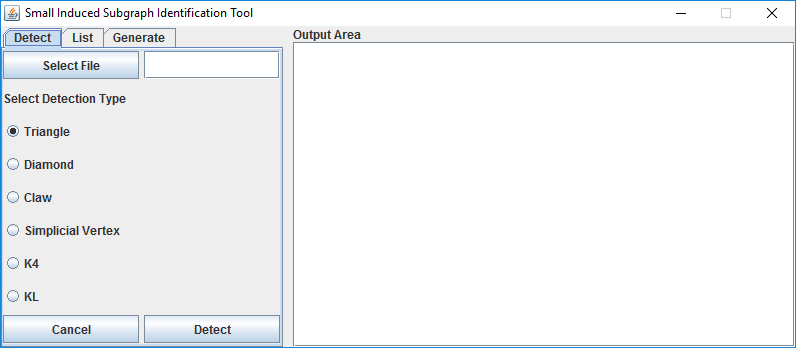 Small Induced Subgraph Identification Tool
Detect List Generate
Output Area
Select File
Select Detection Type
Triangle
Diamond
Claw
Simplicial Vertex
K4
KL
Cancel Detect